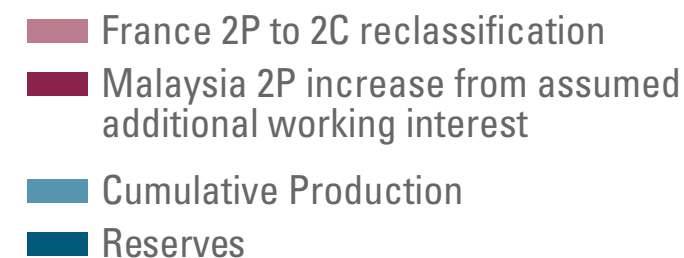 France 2P to 2C reclassification
Malaysia 2P increase from assumed
additional working interest
Cumulative Production
Reserves